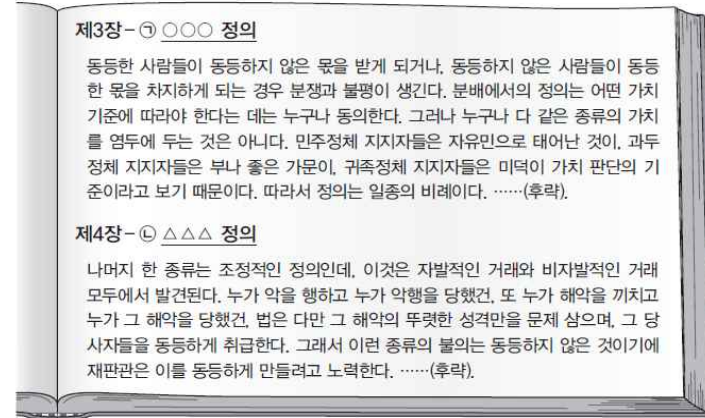 제3장-㉠ ○○○ 정의
동등한 사람들이 동등하지 않은 몫을 받게 되거나, 동등하지 않은 사람들이 동등
한 몫을 차지하게 되는 경우 분쟁과 불평이 생긴다. 분배에서의 정의는 어떤 가치
기준에 따라야 한다는 데는 누구나 동의한다. 그러나 누구나 다 같은 종류의 가치
를 염두에 두는 것은 아니다. 민주정체 지지자들은 자유민으로 태어난 것이, 과두
정체 지지자들은 부나 좋은 가문이, 귀족정체 지지자들은 미덕이 가치 판단의 기
준이라고 보기 때문이다. 따라서 정의는 일종의 비례이다. ……(후략).
제4장-㉡ △△△ 정의
나머지 한 종류는 조정적인 정의인데, 이것은 자발적인 거래와 비자발적인 거래
모두에서 발견된다. 누가 악을 행하고 누가 악행을 당했건, 또 누가 해악을 끼치고
누가 그 해악을 당했건, 법은 다만 그 해악의 뚜렷한 성격만을 문제 삼으며, 그 당
사자들을 동등하게 취급한다. 그래서 이런 종류의 불의는 동등하지 않은 것이기에
재판관은 이를 동등하게 만들려고 노력한다. ……(후략).